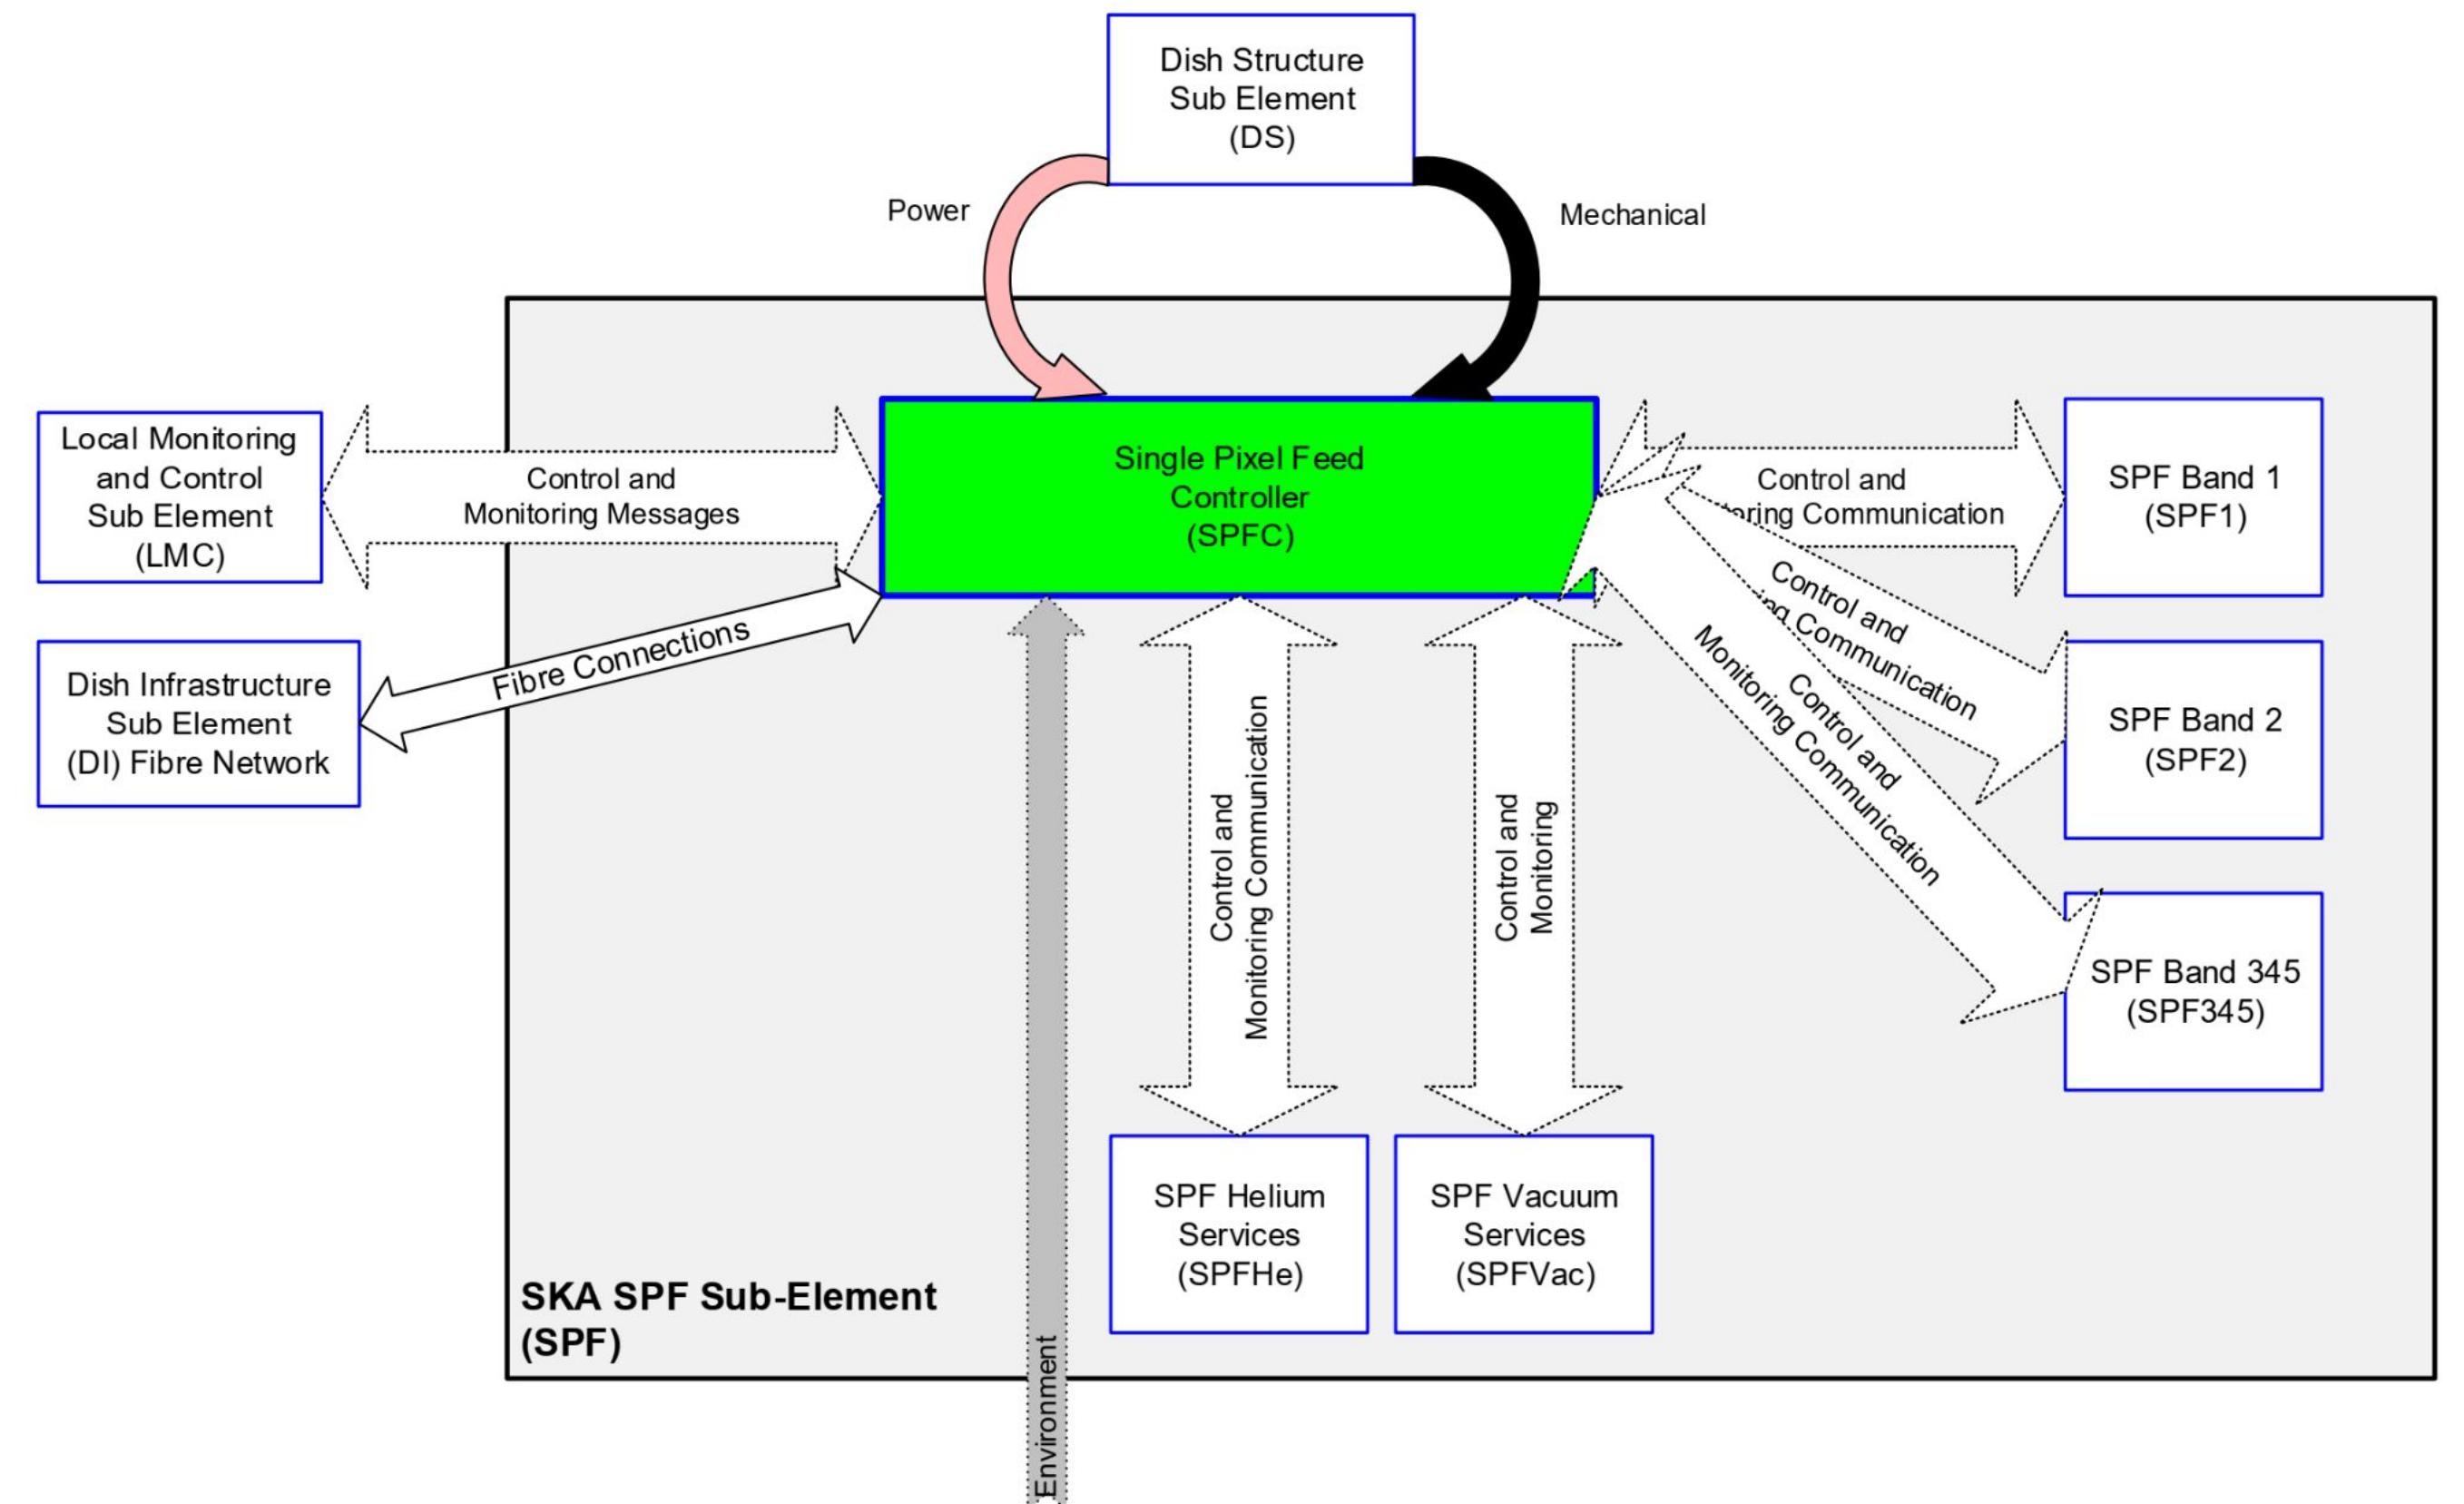 Dish Structure
Sub Element
(DS)
Power
Mechanical
Local Monitoring
and Control
Sub Element
(LMC)
Control and
Monitoring Messages
Single Pixel Feed
Controller
(SPFC)
Control and
Communication
SPF Band 1
(SPF1)
Fibre Connections
Dish Infrastructure
Sub Element
(DI) Fibre Network
Control and
Communication
SPF Band 2
(SPF2)
Control and
Monitoring Communication
SPF Band 345
(SPF345)
Control and
Monitoring Communication
Control and
Monitoring
SPF Helium
Services
(SPFHe)
SPF Vacuum
Services
(SPFVac)
SKA SPF Sub-Element
(SPF)
Environment